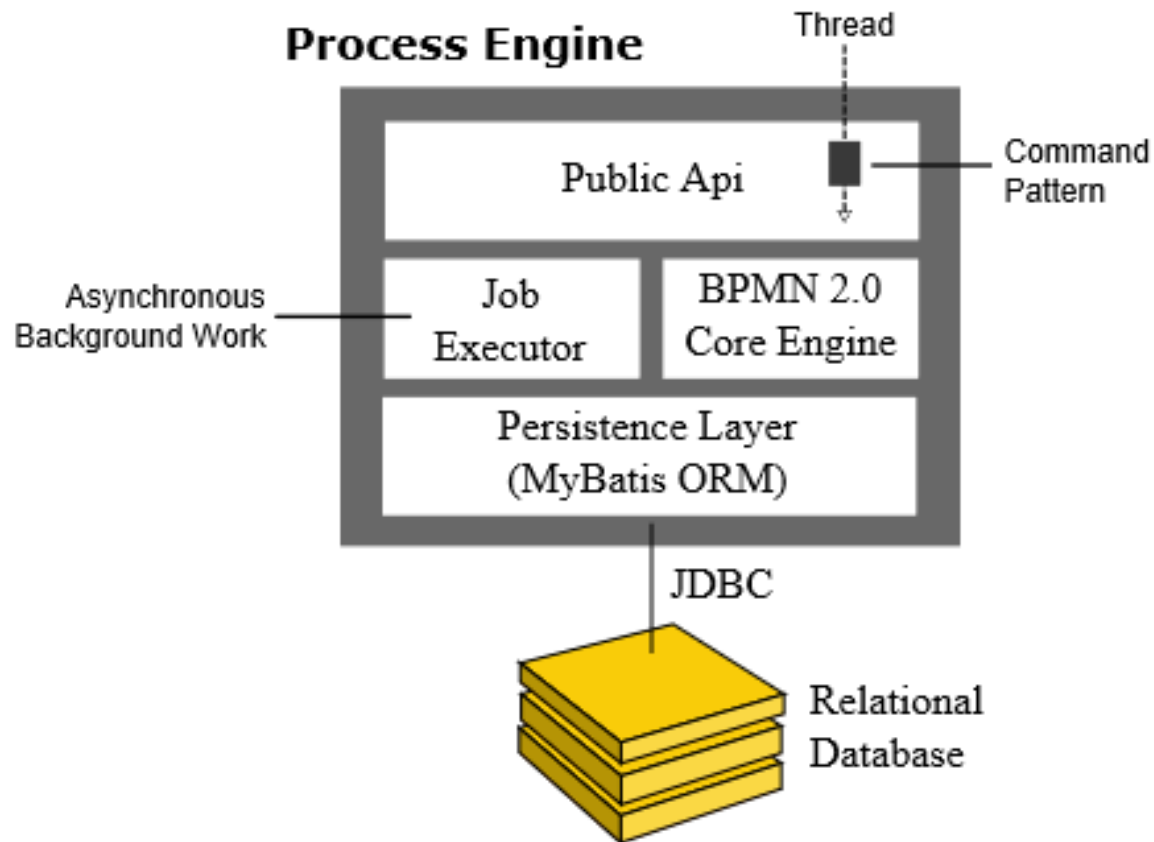 Thread
Process Engine
Public Api
Command
Pattern
Asynchronous
Background Work
Job
Executor
BPMN 2.0
Core Engine
Persistence Layer
(MyBatis ORM)
JDBC
Relational
Database